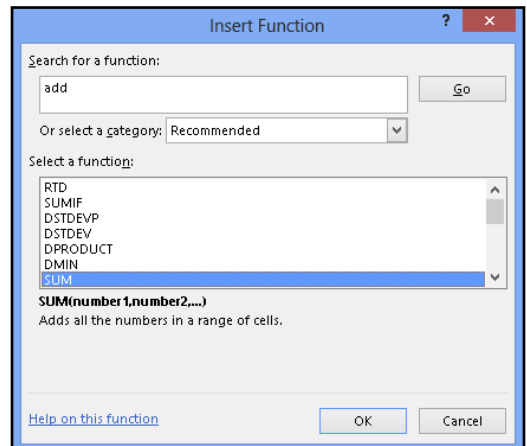 Insert Function
? ×
Search for a function:
add
Go
Or select a category: Recommended
Select a function:
RTD
SUMIF
DSTDEVP
DSTDEV
DPRODUCT
DMIN
SUM
SUM(number1,number2,...)
Adds all the numbers in a range of cells.
Help on this function
OK
Cancel